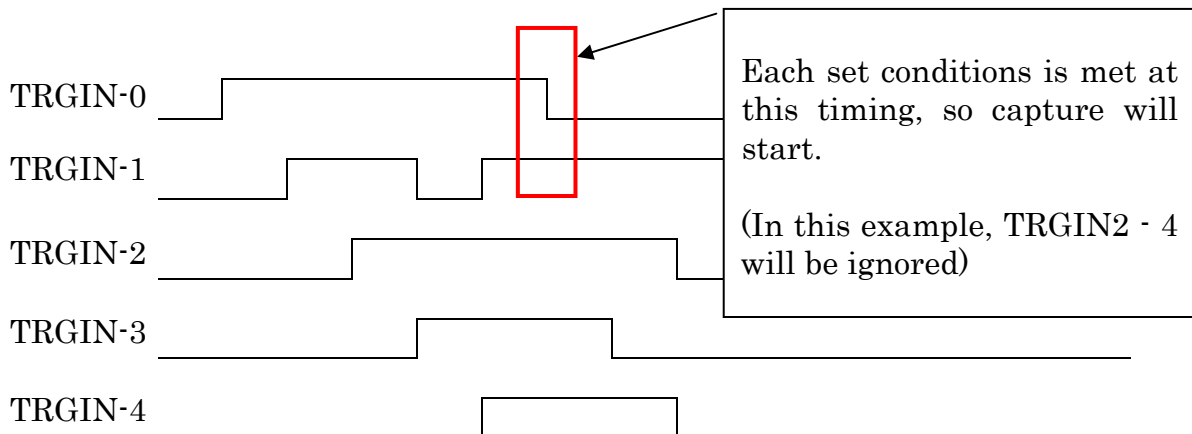 TRGIN-0
TRGIN-1
TRGIN-2
TRGIN-3
TRGIN-4
Each set conditions is met at
this timing, so capture will
start.
(In this example, TRGIN2 - 4
will be ignored)